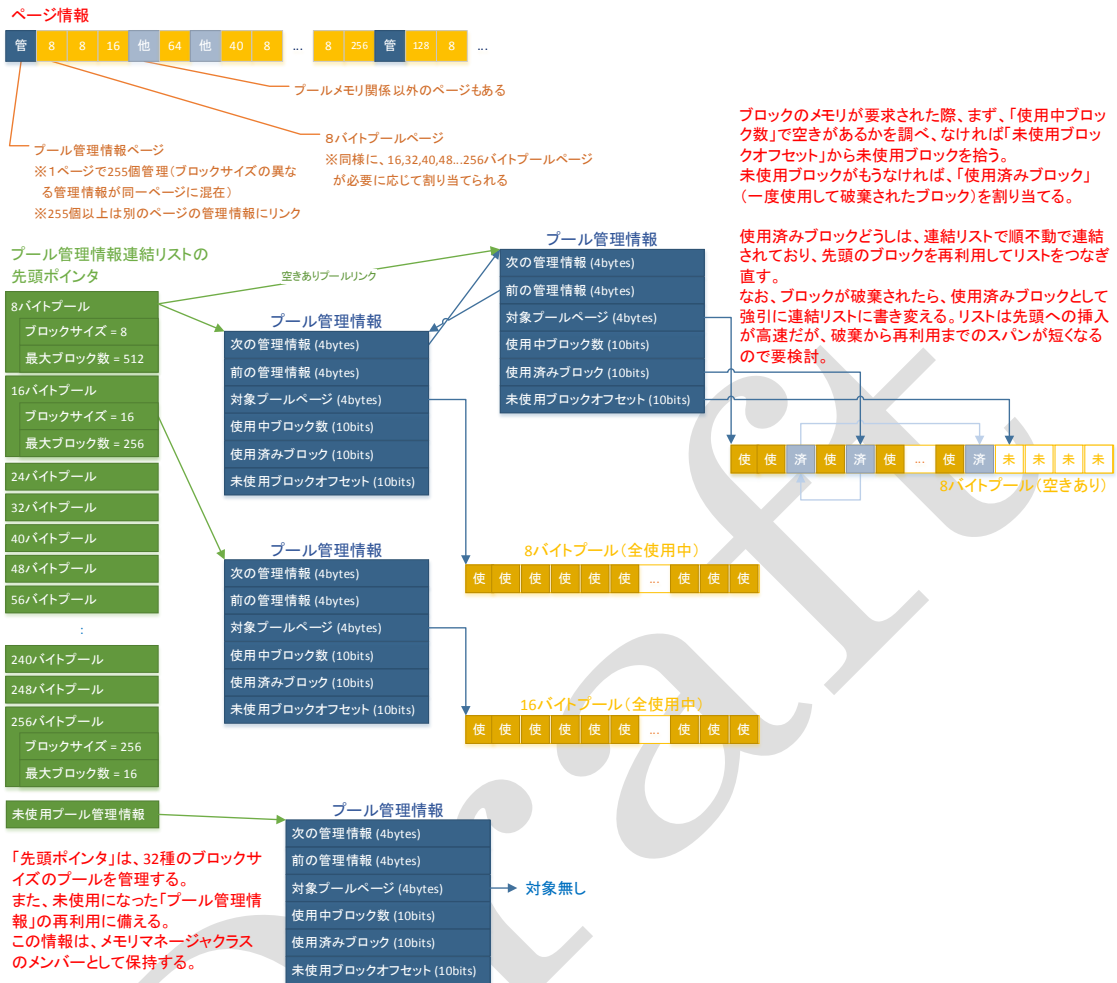 ページ情報
管 8 8 16 他 64 他 40 8 ... 8 256 管 128 8 ...
プールメモリ関係以外のページもある
プール管理情報ページ
※1ページで255個管理(ブロックサイズの異な
る管理情報が同一ページに混在)
※255個以上は別のページの管理情報にリンク
8バイトプールページ
※同様に、16,32,40,48...256バイトプールページ
が必要に応じて割り当てられる
ブロックのメモリが要求された際、まず、「使用中ブロッ
ク数」で空きがあるかを調べ、なければ「未使用ブロッ
クオフセット」から未使用ブロックを拾う。
未使用ブロックがもうなければ、「使用済みブロック」
(一度使用して破棄されたブロック)を割り当てる。
使用済みブロックどうしは、連結リストで順不動で連結
されており、先頭のブロックを再利用してリストをつなぎ
直す。
なお、ブロックが破棄されたら、使用済みブロックとして
強引に連結リストに書き変える。リストは先頭への挿入
が高速だが、破棄から再利用までのスパンが短くなる
ので要検討。
プール管理情報連結リストの
先頭ポインタ
8バイトプール
ブロックサイズ = 8
最大ブロック数 = 512
16バイトプール
ブロックサイズ = 16
最大ブロック数 = 256
24バイトプール
32バイトプール
40バイトプール
48バイトプール
56バイトプール
:
240バイトプール
248バイトプール
256バイトプール
ブロックサイズ = 256
最大ブロック数 = 16
未使用プール管理情報
空きありプールリンク
プール管理情報
次の管理情報 (4bytes)
前の管理情報 (4bytes)
対象プールページ (4bytes)
使用中ブロック数 (10bits)
使用済みブロック (10bits)
未使用ブロックオフセット (10bits)
プール管理情報
次の管理情報 (4bytes)
前の管理情報 (4bytes)
対象プールページ (4bytes)
使用中ブロック数 (10bits)
使用済みブロック (10bits)
未使用ブロックオフセット (10bits)
使 使 済 使 済 使 ... 使 済 未 未 未 未
8バイトプール(空きあり)
8バイトプール(全使用中)
使 使 使 使 使 使 ... 使 使 使
プール管理情報
次の管理情報 (4bytes)
前の管理情報 (4bytes)
対象プールページ (4bytes)
使用中ブロック数 (10bits)
使用済みブロック (10bits)
未使用ブロックオフセット (10bits)
16バイトプール(全使用中)
使 使 使 使 使 使 ... 使 使 使
プール管理情報
次の管理情報 (4bytes)
前の管理情報 (4bytes)
対象プールページ (4bytes)
使用中ブロック数 (10bits)
使用済みブロック (10bits)
未使用ブロックオフセット (10bits)
対象無し
「先頭ポインタ」は、32種のブロックサ
イズのプールを管理する。
また、未使用になった「プール管理情
報」の再利用に備える。
この情報は、メモリマネージャクラス
のメンバーとして保持する。
Draft